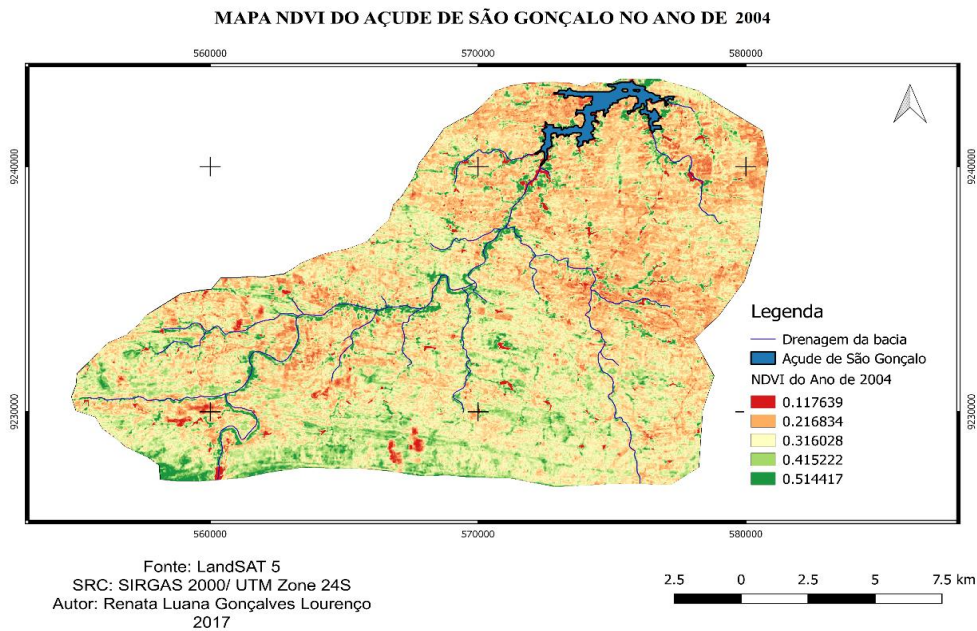 MAPA NDVI DO AÇUDE DE SÃO GONÇALO NO ANO DE 2004
560000
570000
580000
9240000
9240000
9230000
9230000
Legenda
Drenagem da bacia
Açude de São Gonçalo
NDVI do Ano de 2004
0.117639
0.216834
0.316028
0.415222
0.514417
560000
570000
580000
Fonte: LandSAT 5
SRC: SIRGAS 2000/ UTM Zone 24S
Autor: Renata Luana Gonçalves Lourenço
2017
2.5 0 2.5 5 7.5 km